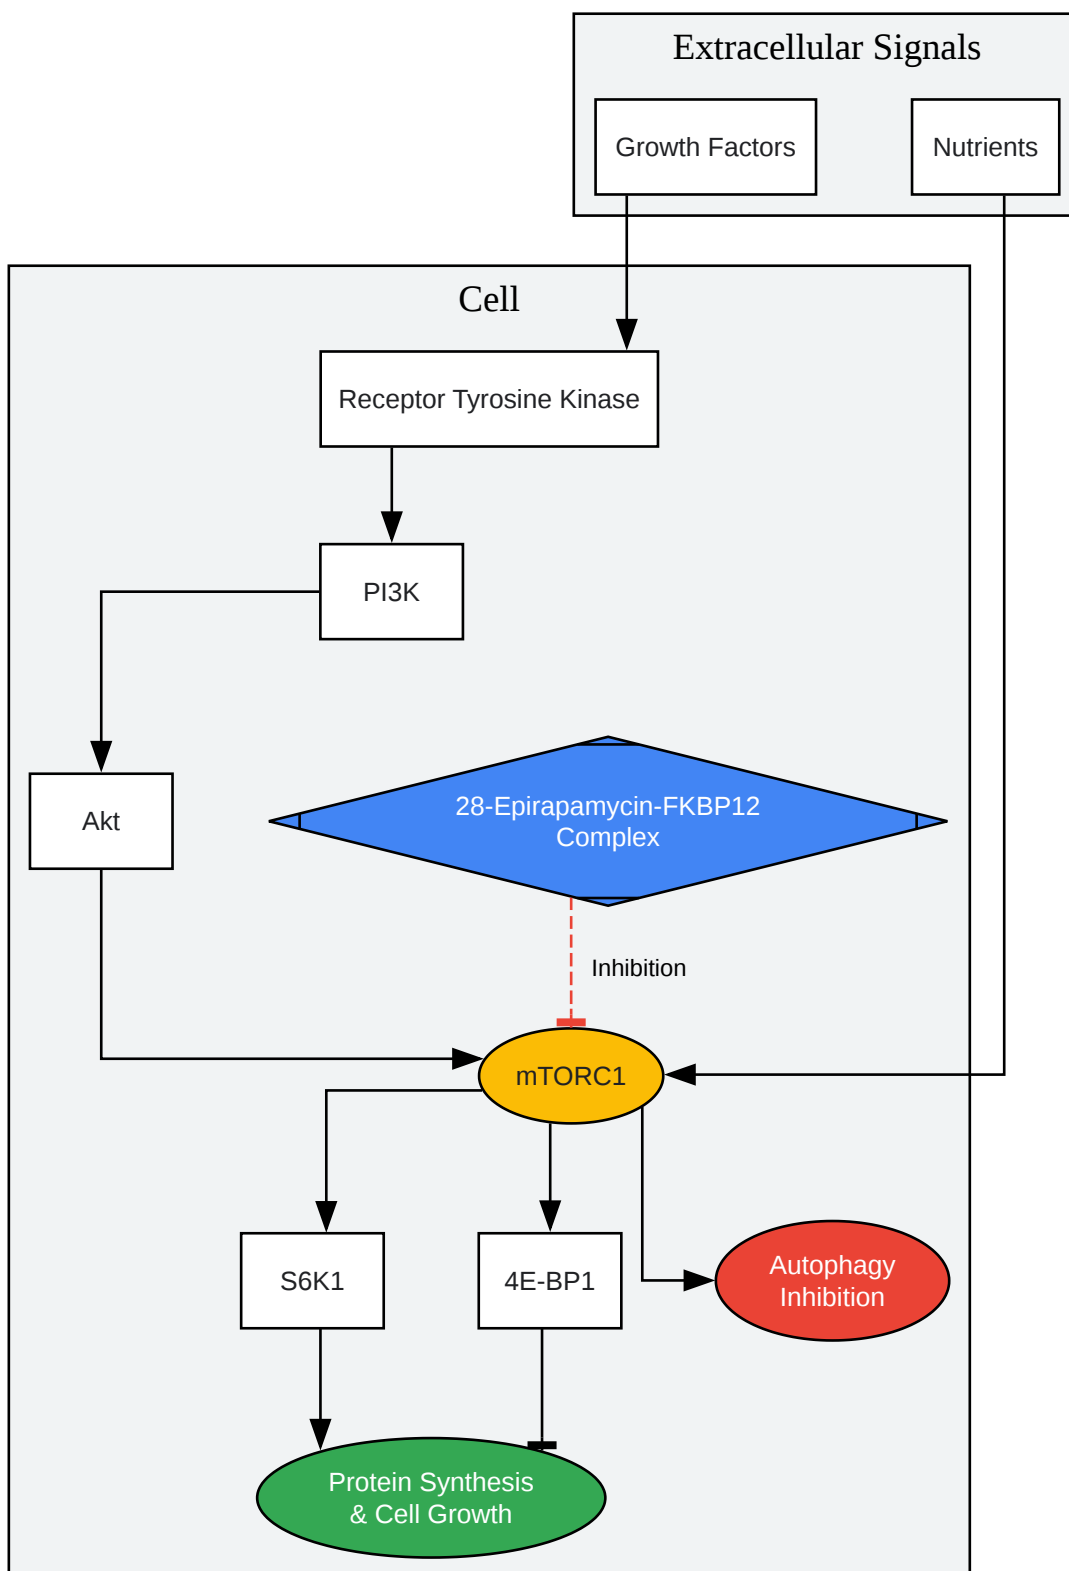 Extracellular Signals
Growth Factors
Nutrients
Cell
Receptor Tyrosine Kinase
PI3K
Akt
28-Epirapamycin-FKBP12
Complex
Inhibition
mTORC1
S6K1
4E-BP1
Autophagy
Inhibition
Protein Synthesis
& Cell Growth